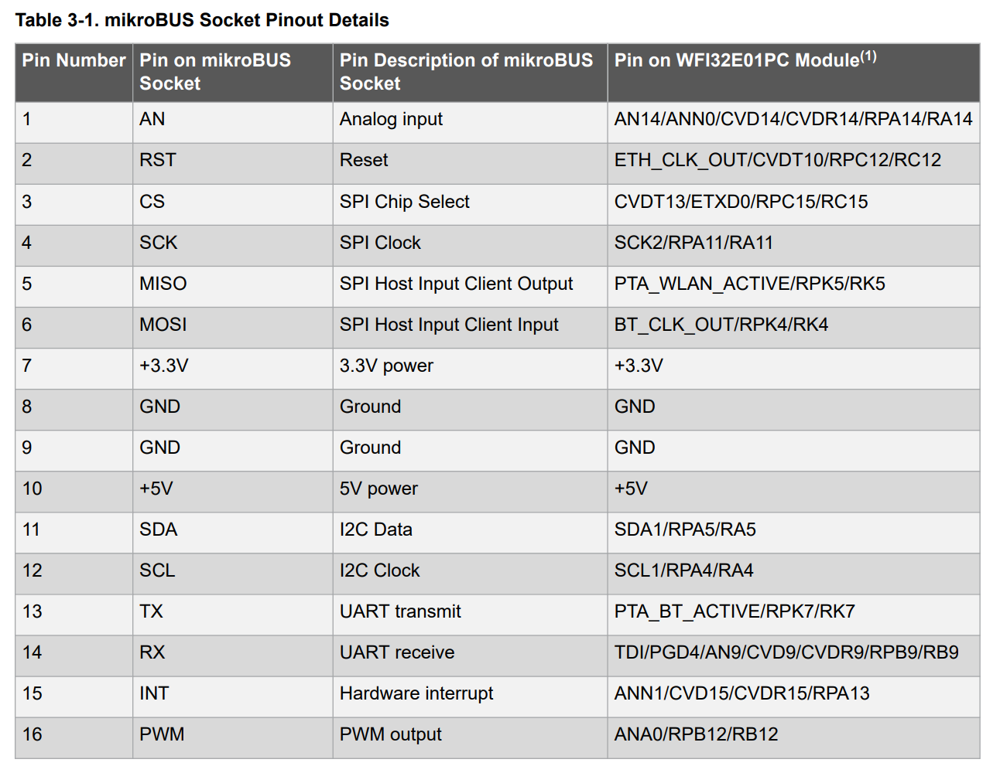 Table 3-1. mikroBUS Socket Pinout Details
Pin Number Pin on mikroBUS Socket Pin Description of mikroBUS Socket Pin on WFI32E01PC Module(1)
1 AN Analog input AN14/ANN0/CVD14/CVDR14/RPA14/RA14
2 RST Reset ETH_CLK_OUT/CVDT10/RPC12/RC12
3 CS SPI Chip Select CVDT13/ETXD0/RPC15/RC15
4 SCK SPI Clock SCK2/RPA11/RA11
5 MISO SPI Host Input Client Output PTA_WLAN_ACTIVE/RPK5/RK5
6 MOSI SPI Host Input Client Input BT_CLK_OUT/RPK4/RK4
7 +3.3V 3.3V power +3.3V
8 GND Ground GND
9 GND Ground GND
10 +5V 5V power +5V
11 SDA I2C Data SDA1/RPA5/RA5
12 SCL I2C Clock SCL1/RPA4/RA4
13 TX UART transmit PTA_BT_ACTIVE/RPK7/RK7
14 RX UART receive TDI/PGD4/AN9/CVD9/CVDR9/RPB9/RB9
15 INT Hardware interrupt ANN1/CVD15/CVDR15/RPA13
16 PWM PWM output ANA0/RPB12/RB12